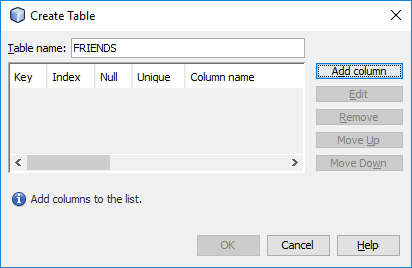 Create Table
Table name: FRIENDS
Key Index Null Unique Column name
Add column
Edit
Remove
Move Up
Move Down
Add columns to the list.
OK Cancel Help